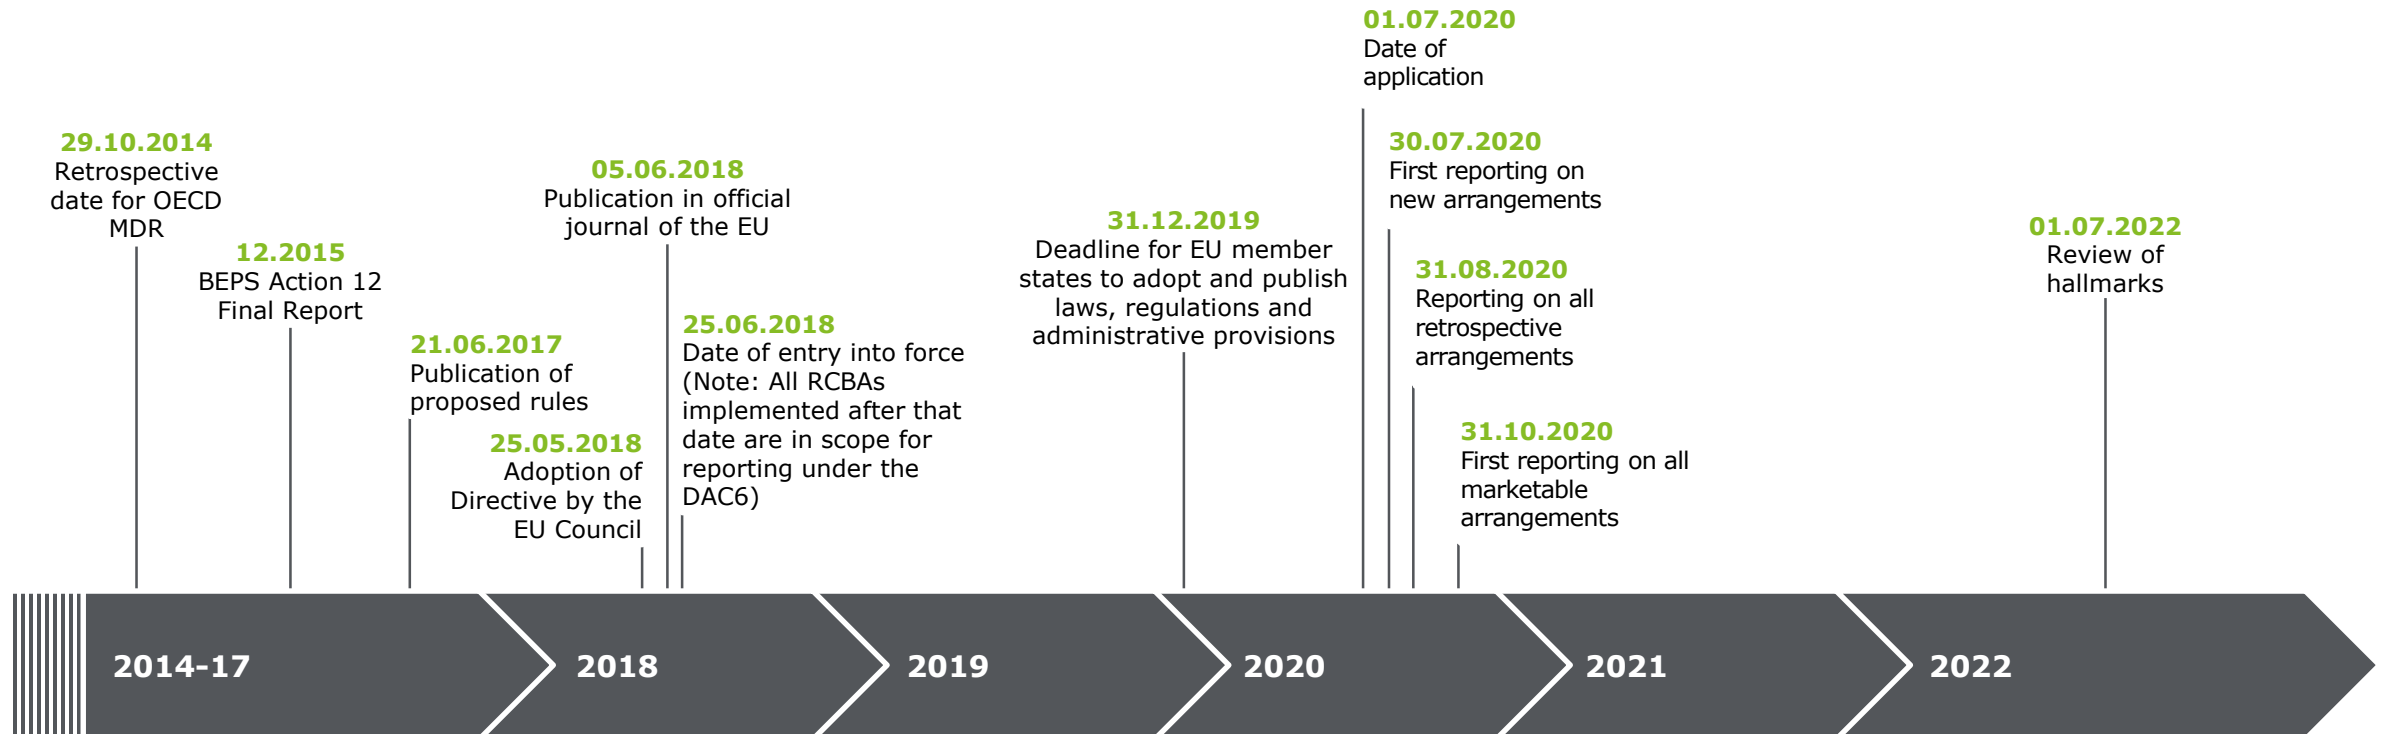 29.10.2014
Retrospective
date for OECD
MDR
12.2015
BEPS Action 12
Final Report
21.06.2017
Publication of
proposed rules
25.05.2018
Adoption of
Directive by the
EU Council
05.06.2018
Publication in official
journal of the EU
25.06.2018
Date of entry into force
(Note: All RCBAs
implemented after that
date are in scope for
reporting under the
DAC6)
31.12.2019
Deadline for EU member
states to adopt and publish
laws, regulations and
administrative provisions
01.07.2020
Date of
application
30.07.2020
First reporting on
new arrangements
31.08.2020
Reporting on all
retrospective
arrangements
31.10.2020
First reporting on all
marketable
arrangements
01.07.2022
Review of
hallmarks
2014-17
2018
2019
2020
2021
2022